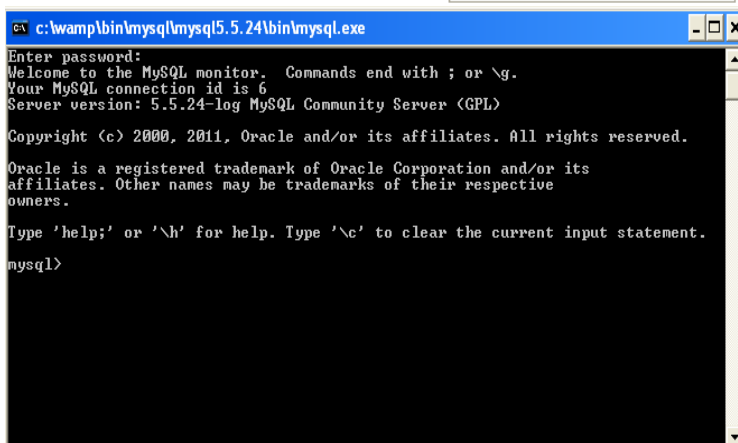 c:\wamp\bin\mysql\mysql5.5.24\bin\mysql.exe
Enter password:
Welcome to the MySQL monitor.  Commands end with ; or \g.
Your MySQL connection id is 6
Server version: 5.5.24-log MySQL Community Server (GPL)
Copyright (c) 2000, 2011, Oracle and/or its affiliates. All rights reserved.
Oracle is a registered trademark of Oracle Corporation and/or its
affiliates. Other names may be trademarks of their respective
owners.
Type 'help;' or '\h' for help. Type '\c' to clear the current input statement.
mysql>